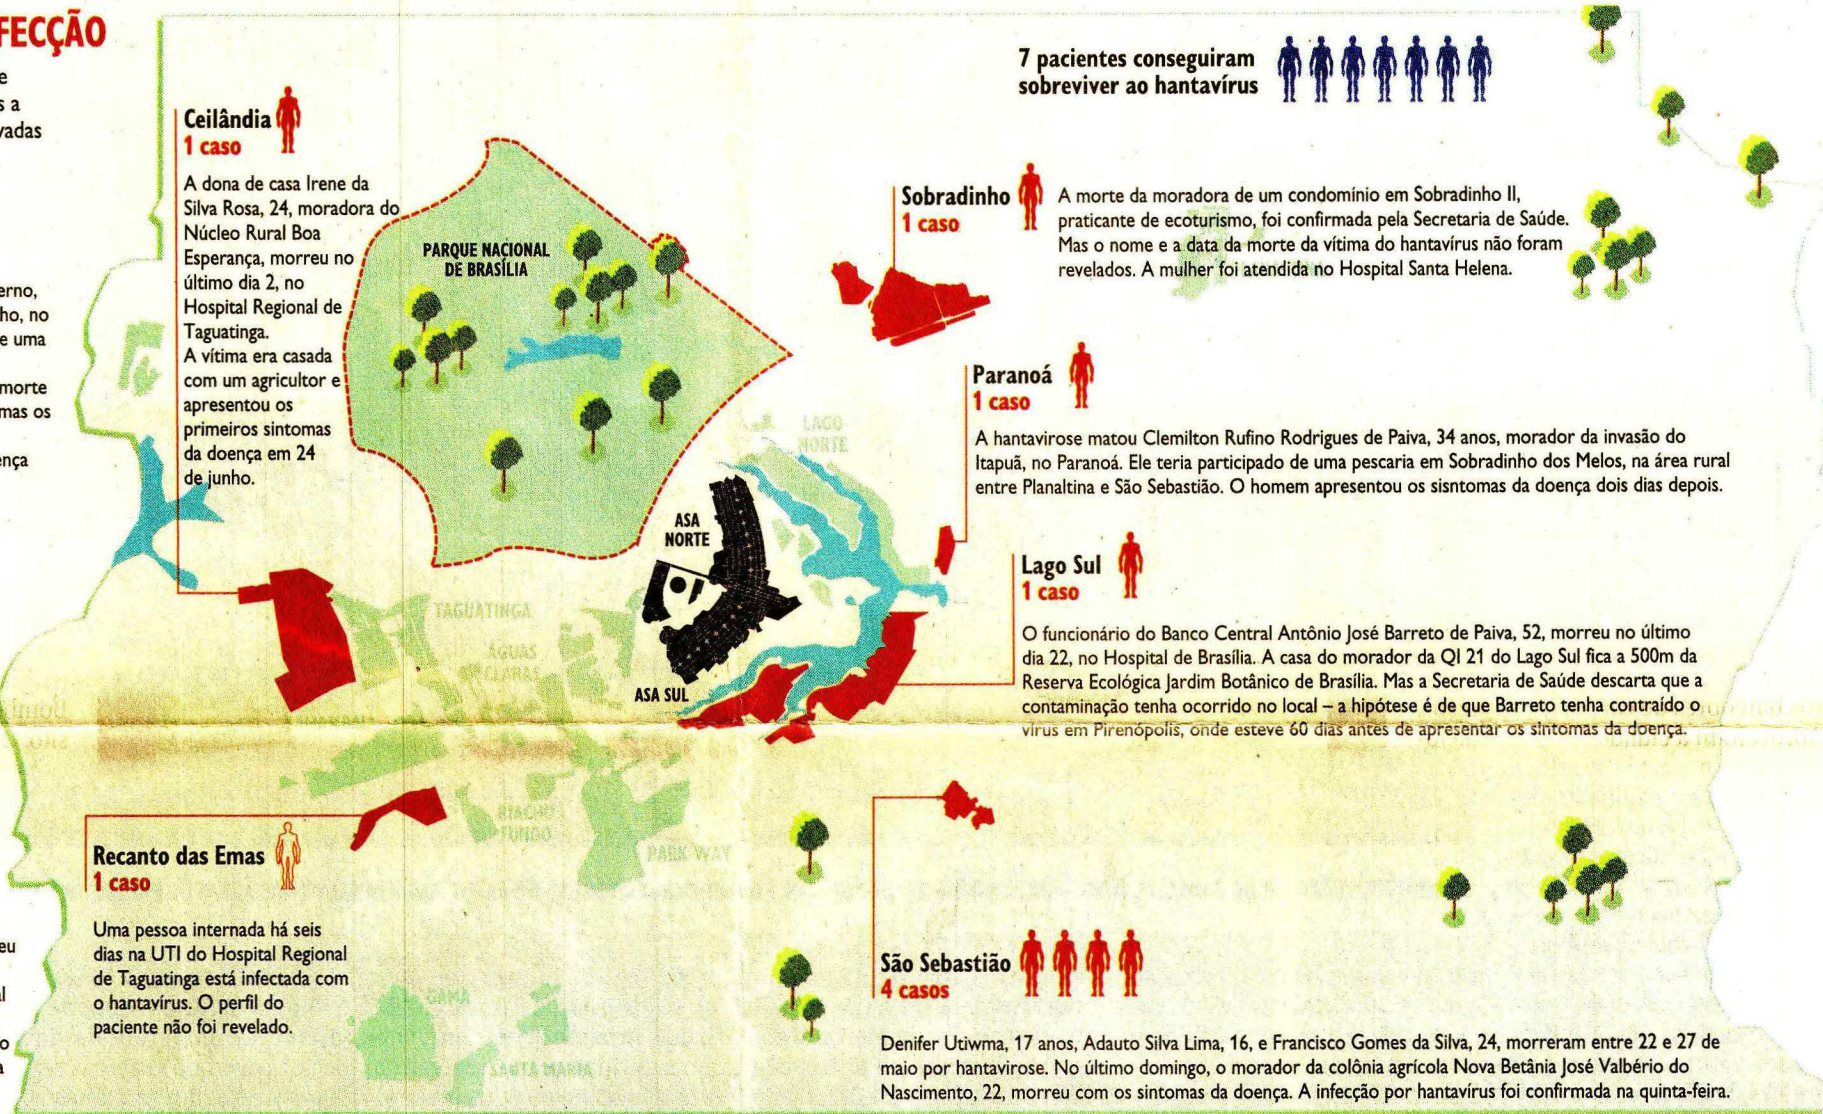 FECÇÃO
e
s a
vadas
erno,
ho, no
e uma
morte
mas os
ença
eu
al
o
a
7 pacientes conseguiram
sobreviver ao hantavírus
Ceilândia
1 caso
A dona de casa Irene da
Silva Rosa, 24, moradora do
Núcleo Rural Boa
Esperança, morreu no
último dia 2, no
Hospital Regional de
Taguatinga.
A vítima era casada
com um agricultor e
apresentou os
primeiros sintomas
da doença em 24
de junho.
PARQUE NACIONAL
DE BRASÍLIA
Sobradinho
1 caso
A morte da moradora de um condomínio em Sobradinho II,
praticante de ecoturismo, foi confirmada pela Secretaria de Saúde.
Mas o nome e a data da morte da vítima do hantavírus não foram
revelados. A mulher foi atendida no Hospital Santa Helena.
Paranoá
1 caso
A hantavirose matou Clemilton Rufino Rodrigues de Paiva, 34 anos, morador da invasão do
Itapuã, no Paranoá. Ele teria participado de uma pescaria em Sobradinho dos Melos, na área rural
entre Planaltina e São Sebastião. O homem apresentou os sisntomas da doença dois dias depois.
LAGO
NORTE
ASA
NORTE
ASA SUL
Lago Sul
1 caso
O funcionário do Banco Central Antônio José Barreto de Paiva, 52, morreu no último
dia 22, no Hospital de Brasília. A casa do morador da QI 21 do Lago Sul fica a 500m da
Reserva Ecológica Jardim Botânico de Brasília. Mas a Secretaria de Saúde descarta que a
contaminação tenha ocorrido no local – a hipótese é de que Barreto tenha contraído o
vírus em Pirenópolis, onde esteve 60 dias antes de apresentar os sintomas da doença.
TAGUATINGA
ÁGUAS
CLARAS
RIACHO
FUNDO
PARK WAY
Recanto das Emas
1 caso
Uma pessoa internada há seis
dias na UTI do Hospital Regional
de Taguatinga está infectada com
o hantavírus. O perfil do
paciente não foi revelado.
GAMA
SANTA MARIA
São Sebastião
4 casos
Denifer Utiwma, 17 anos, Adauto Silva Lima, 16, e Francisco Gomes da Silva, 24, morreram entre 22 e 27 de
maio por hantavirose. No último domingo, o morador da colônia agrícola Nova Betânia José Valbério do
Nascimento, 22, morreu com os sintomas da doença. A infecção por hantavírus foi confirmada na quinta-feira.